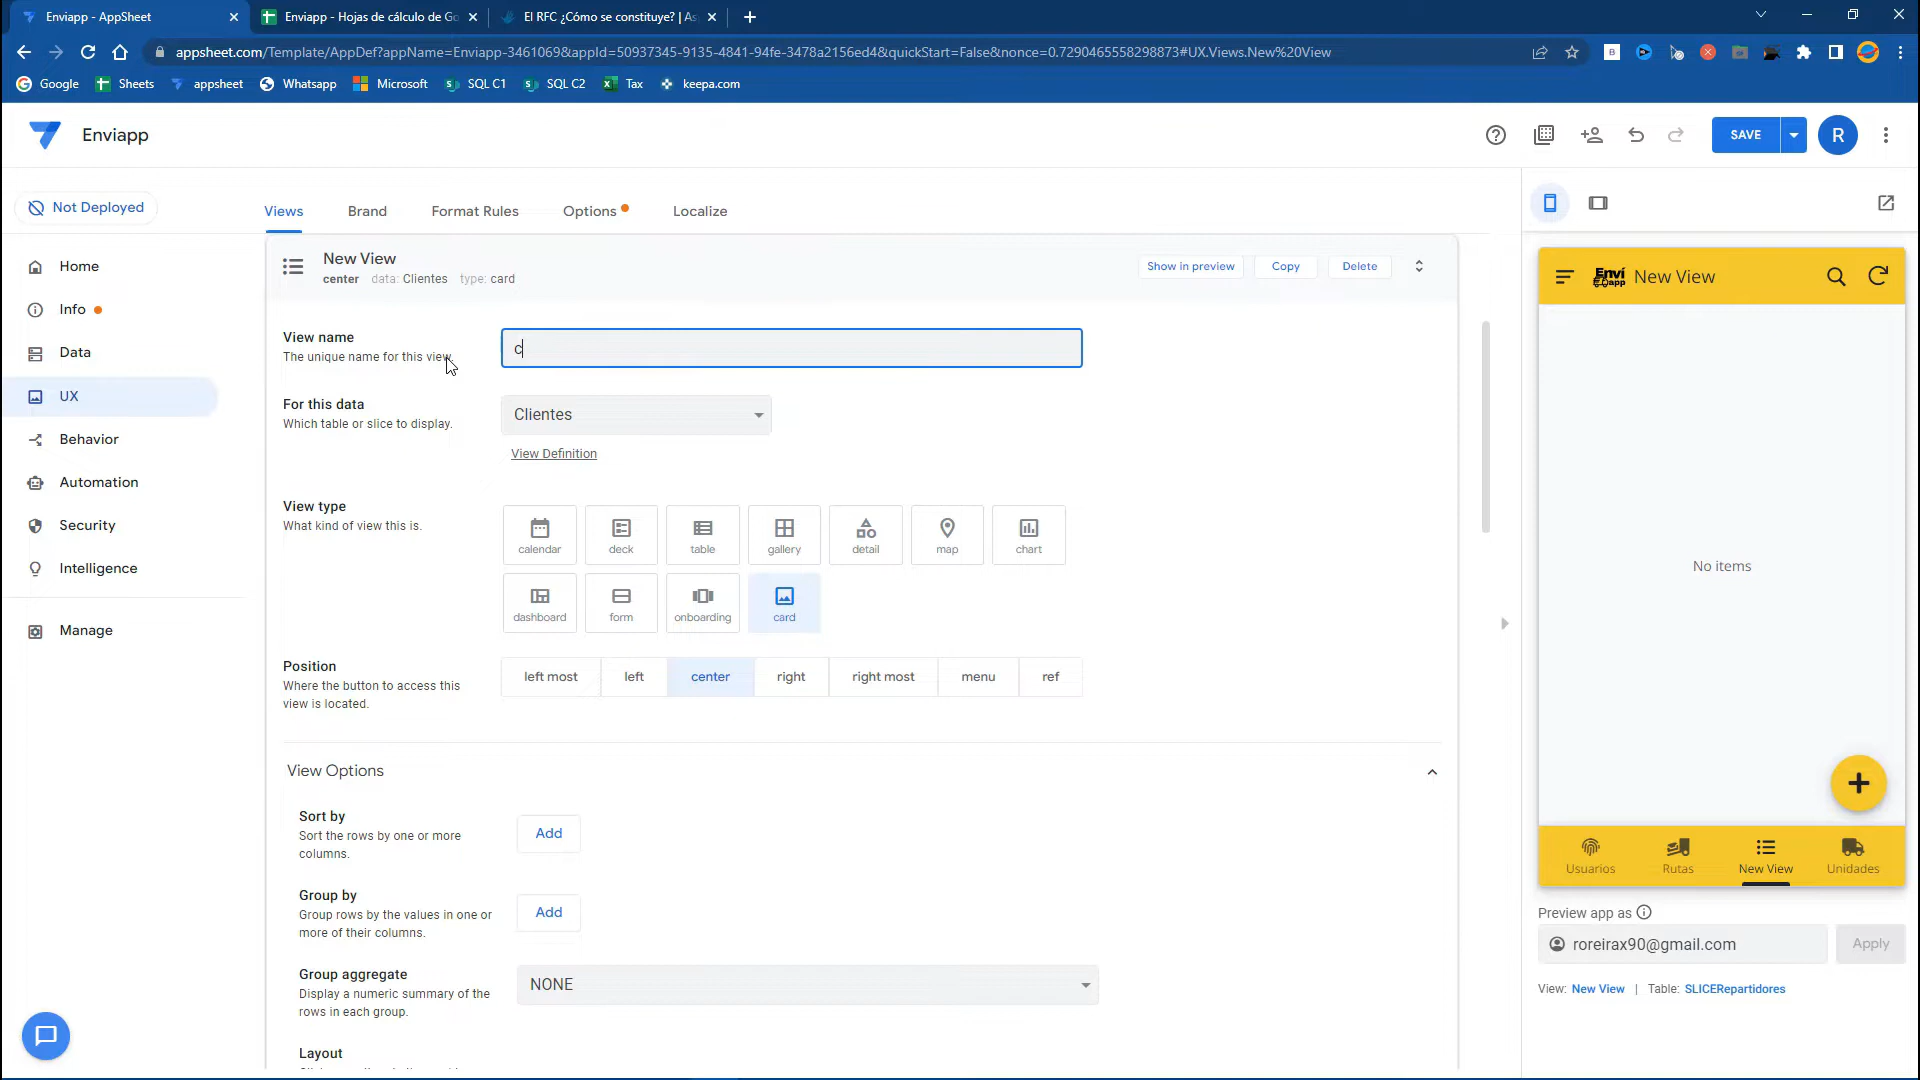 Enviapp - AppSheet
Enviapp - Hojas de cálculo de Go
El RFC ¿Cómo se constituye? | As
appsheet.com/Template/AppDef?appName=Enviapp-3461069&appId=50937345-9135-4841-94fe-3478a2156ed4&quickStart=False&nonce=0.7290465558298873#UX.Views.New%20View
Google Sheets appsheet Whatsapp Microsoft SQL C1 SQL C2 Tax keepa.com
Enviapp
SAVE
R
Not Deployed
Views Brand Format Rules Options Localize
Home
Info
Data
UX
Behavior
Automation
Security
Intelligence
Manage
New View
center data: Clientes type: card
Show in preview Copy Delete
View name
The unique name for this view.
c
For this data
Which table or slice to display.
Clientes
View Definition
View type
What kind of view this is.
calendar deck table gallery detail map chart
dashboard form onboarding card
Position
Where the button to access this
view is located.
left most left center right right most menu ref
View Options
Sort by
Sort the rows by one or more
columns.
Add
Group by
Group rows by the values in one or
more of their columns.
Add
Group aggregate
Display a numeric summary of the
rows in each group.
NONE
Layout
Enví
app
New View
No items
Usuarios Rutas New View Unidades
Preview app as
roreirax90@gmail.com
Apply
View: New View | Table: SLICERepartidores